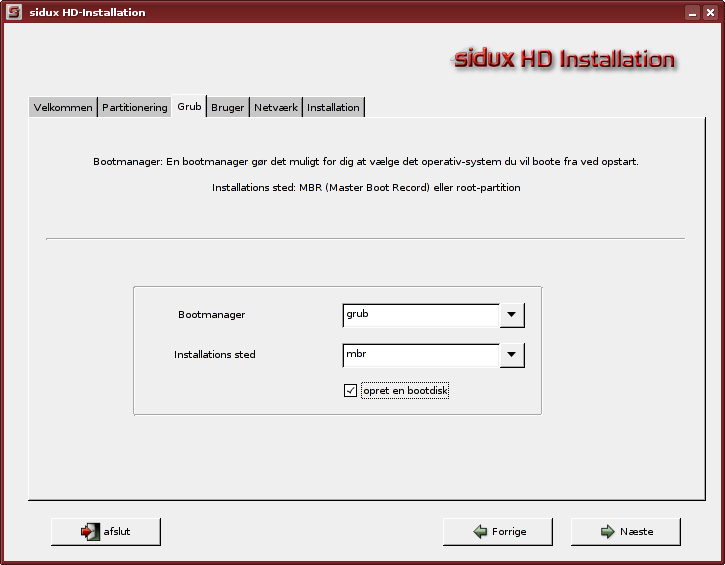 sidux HD-Installation
sidux HD Installation
Velkommen
Partitionering
Grub
Bruger
Netværk
Installation
Bootmanager: En bootmanager gør det muligt for dig at vælge det operativ-system du vil boote fra ved opstart.
Installations sted: MBR (Master Boot Record) eller root-partition
Bootmanager
grub
Installations sted
mbr
opret en bootdisk
afslut
Forrige
Næste